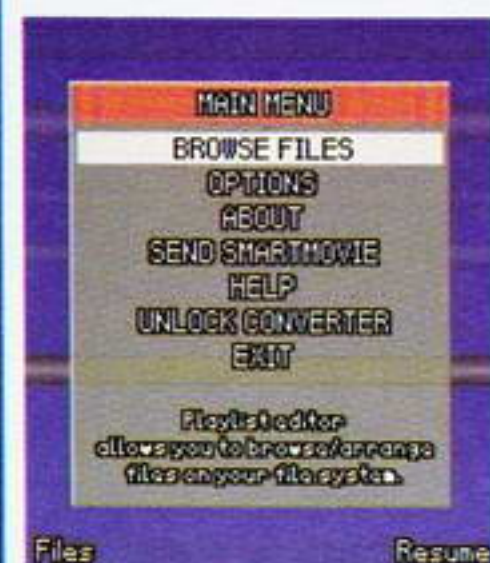 MAIN MENU
BROWSE FILES
OPTIONS
ABOUT
SEND SMARTMOVIE
HELP
UNLOCK CONVERTER
EXIT
Playlist editor
allows you to browse/arrange
files on your file system.
Files
Resume